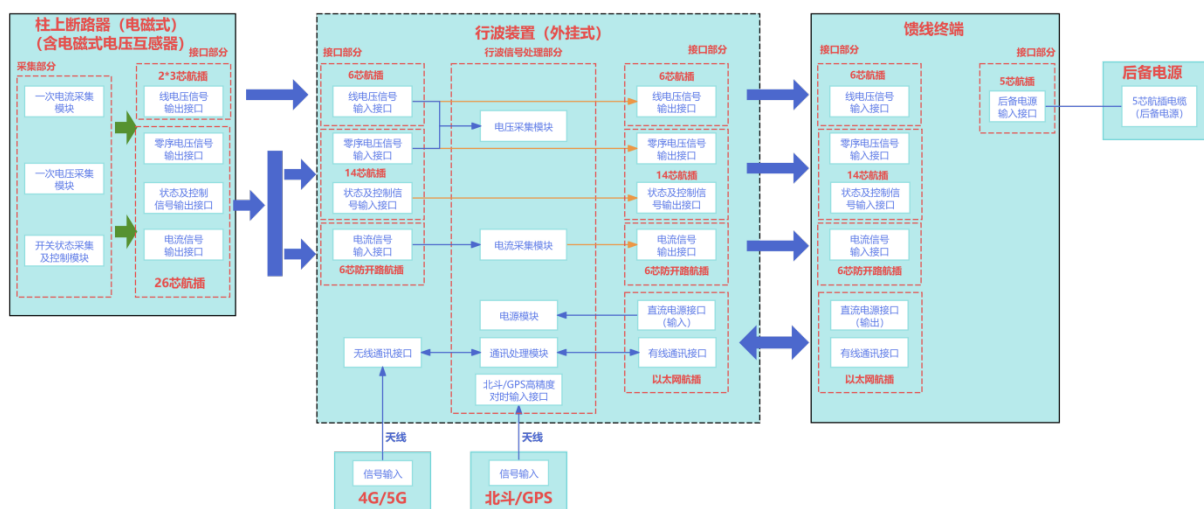 柱上断路器（电磁式）
（含电磁式电压互感器）
接口部分
采集部分
一次电流采集
模块
一次电压采集
模块
开关状态采集
及控制模块
2*3芯航插
线电压信号
输出接口
零序电压信号
输出接口
状态及控制
信号输出接口
电流信号
输出接口
26芯航插
行波装置（外挂式）
接口部分
行波信号处理部分
接口部分
6芯航插
线电压信号
输入接口
零序电压信号
输入接口
14芯航插
状态及控制信
号输入接口
电流信号
输入接口
6芯防开路航插
无线通讯接口
电压采集模块
电流采集模块
电源模块
通讯处理模块
北斗/GPS高精度
对时输入接口
6芯航插
线电压信号
输出接口
零序电压信号
输出接口
14芯航插
状态及控制信
号输出接口
电流信号
输出接口
6芯防开路航插
直流电源接口
（输入）
有线通讯接口
以太网航插
天线
信号输入
4G/5G
天线
信号输入
北斗/GPS
馈线终端
接口部分
接口部分
6芯航插
线电压信号
输入接口
零序电压信号
输入接口
14芯航插
状态及控制信
号输入接口
电流信号
输入接口
6芯防开路航插
直流电源接口
（输出）
有线通讯接口
以太网航插
5芯航插
后备电源
输入接口
后备电源
5芯航插电缆
（后备电源）